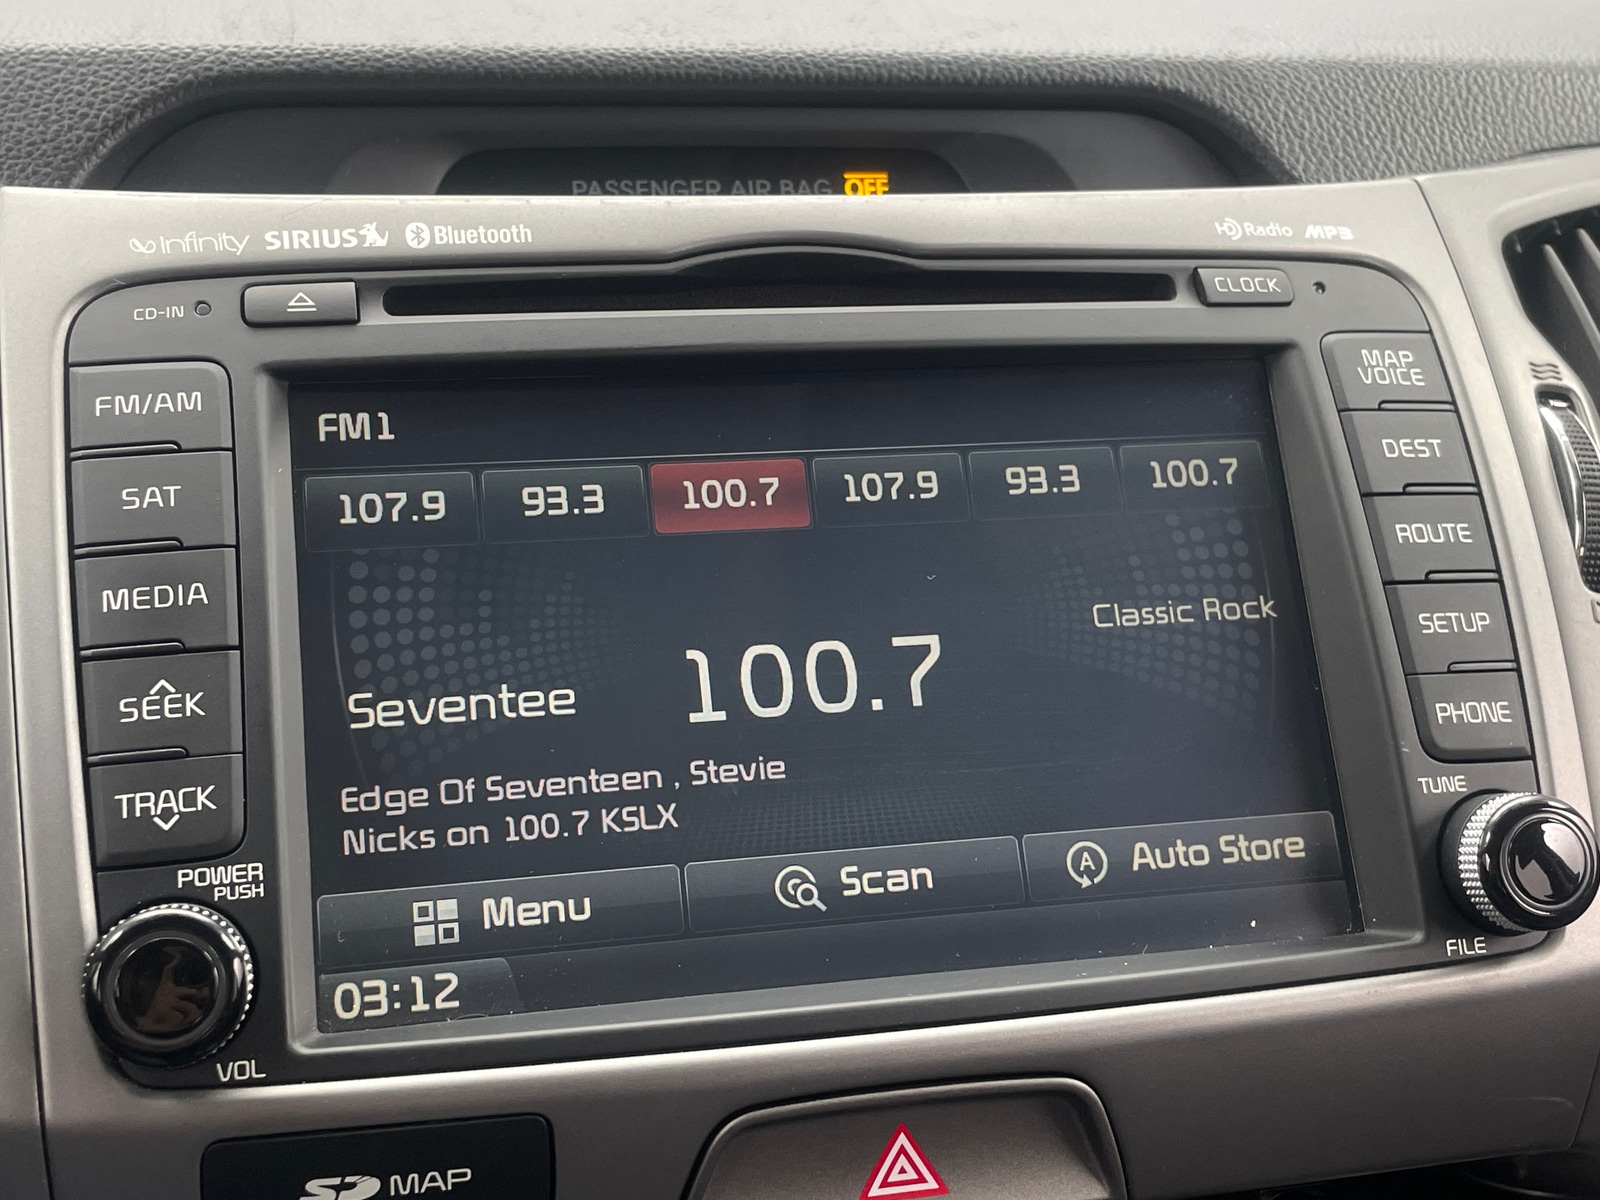 PASSENGER AIR BAG OFF
Infinity SIRIUS Bluetooth
HD Radio MP3
CD-IN
CLOCK
FM/AM
SAT
MEDIA
SEEK
TRACK
POWER
PUSH
VOL
FM1
107.9 93.3 100.7 107.9 93.3 100.7
Classic Rock
Seventee 100.7
Edge Of Seventeen , Stevie
Nicks on 100.7 KSLX
Menu Scan A Auto Store
03:12
MAP
VOICE
DEST
ROUTE
SETUP
PHONE
TUNE
FILE
SD MAP